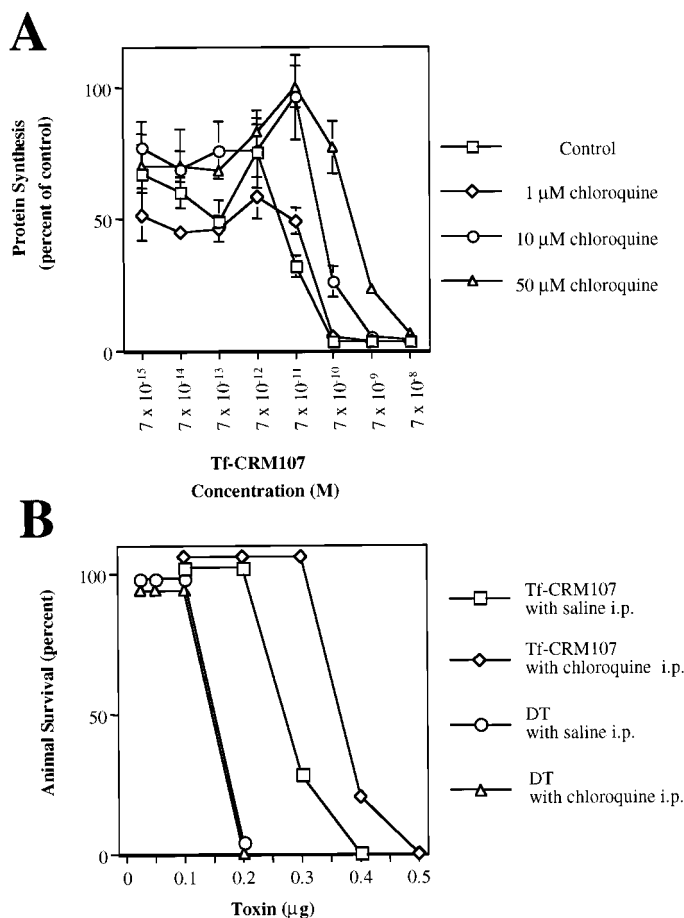 A
Protein Synthesis
(percent of control)
100
50
0
7 x 10-15
7 x 10-14
7 x 10-13
7 x 10-12
7 x 10-11
7 x 10-10
7 x 10-9
7 x 10-8
Tf-CRM107
Concentration (M)
Control
1 µM chloroquine
10 µM chloroquine
50 µM chloroquine
B
Animal Survival (percent)
100
50
0
0
0.1
0.2
0.3
0.4
0.5
Toxin (µg)
Tf-CRM107
with saline i.p.
Tf-CRM107
with chloroquine i.p.
DT
with saline i.p.
DT
with chloroquine i.p.